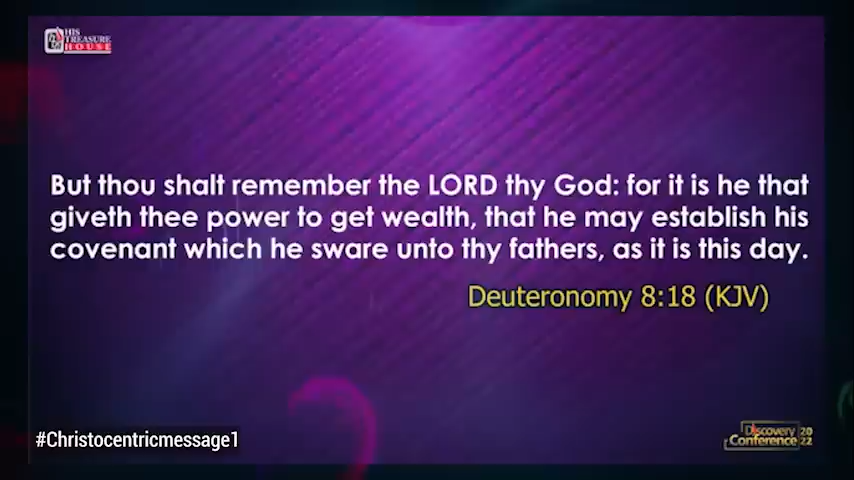 HIS
TREASURE
HOUSE
But thou shalt remember the LORD thy God: for it is he that
giveth thee power to get wealth, that he may establish his
covenant which he sware unto thy fathers, as it is this day.
Deuteronomy 8:18 (KJV)
#Christocentricmessage1
Discovery
Conference
20
22